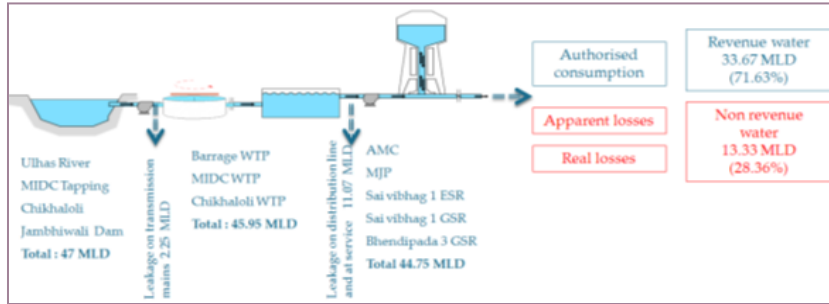 Ulhas River
MIDC Tapping
Chikhaloli
Jambhiwali Dam
Total : 47 MLD
Leakage on transmission
mains 2.25 MLD
Barrage WTP
MIDC WTP
Chikhaloli WTP
Total : 45.95 MLD
Leakage on distribution line
and at service 11.07 MLD
AMC
MJP
Sai vibhag 1 ESR
Sai vibhag 1 GSR
Bhendipada 3 GSR
Total 44.75 MLD
Authorised
consumption
Apparent losses
Real losses
Revenue water
33.67 MLD
(71.63%)
Non revenue
water
13.33 MLD
(28.36%)